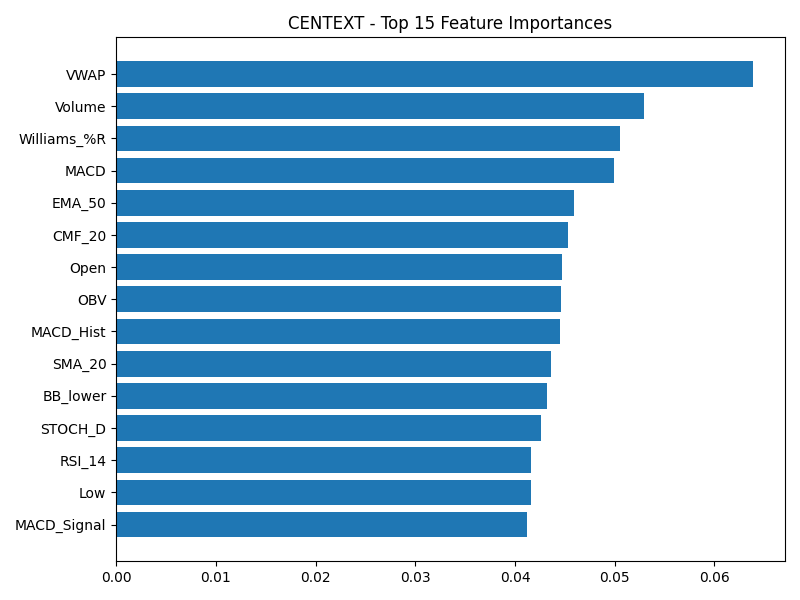 CENTEXT - Top 15 Feature Importances
VWAP
Volume
Williams_%R
MACD
EMA_50
CMF_20
Open
OBV
MACD_Hist
SMA_20
BB_lower
STOCH_D
RSI_14
Low
MACD_Signal
0.00 0.01 0.02 0.03 0.04 0.05 0.06